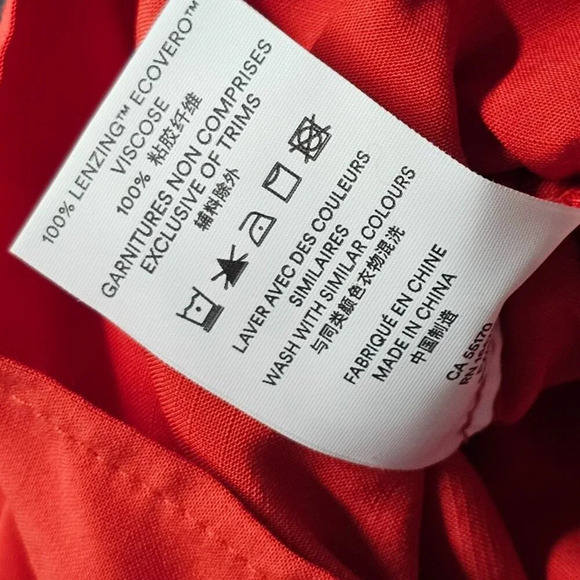 100% LENZING™ ECOVERO™
VISCOSE
100% 粘胶纤维
GARNITURES NON COMPRISES
EXCLUSIVE OF TRIMS
辅料除外
LAVER AVEC DES COULEURS
SIMILAIRES
WASH WITH SIMILAR COLOURS
与同类颜色衣物混洗
FABRIQUÉ EN CHINE
MADE IN CHINA
中国制造
CA 55170
RN